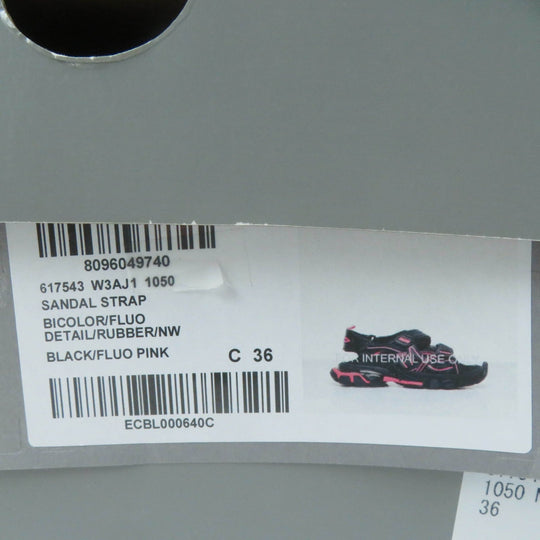 8096049740
617543 W3AJ1 1050
SANDAL STRAP
BICOLOR/FLUO
DETAIL/RUBBER/NW
BLACK/FLUO PINK C 36
INTERNAL USE
ECBL000640C
1050
36